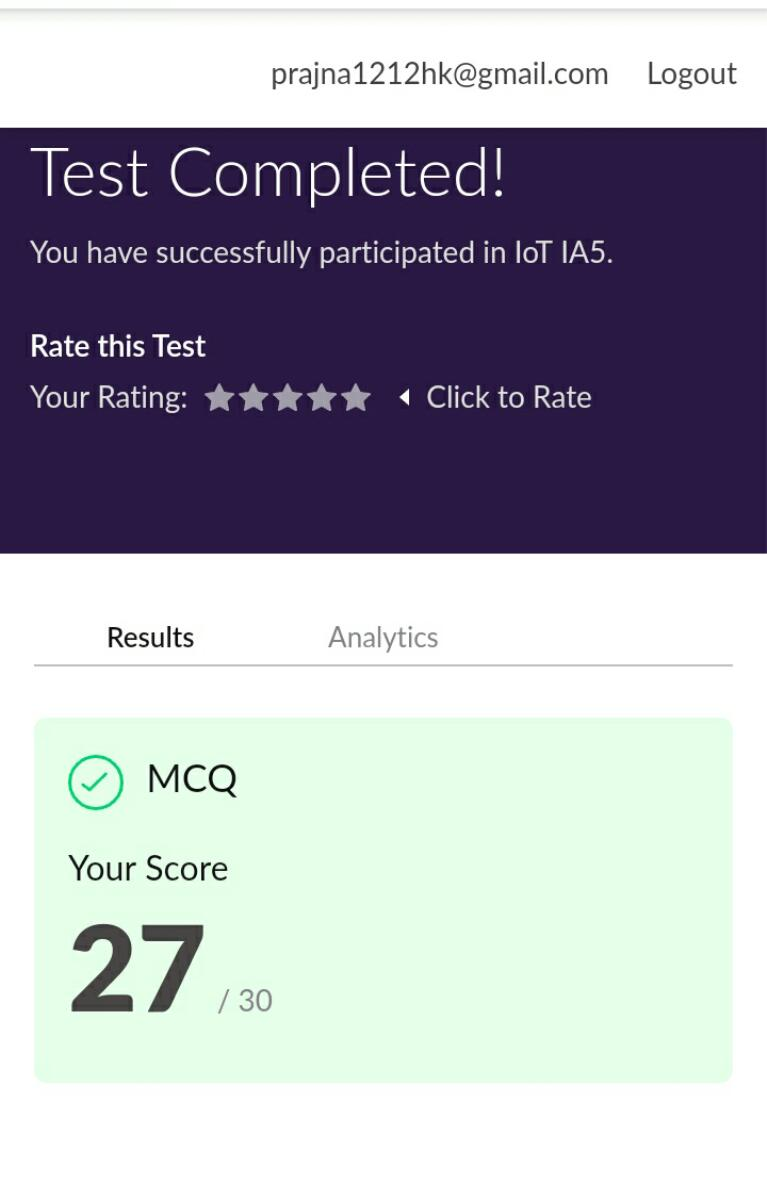 prajna1212hk@gmail.com Logout
Test Completed!
You have successfully participated in IoT IA5.
Rate this Test
Your Rating: Click to Rate
Results Analytics
MCQ
Your Score
27 / 30